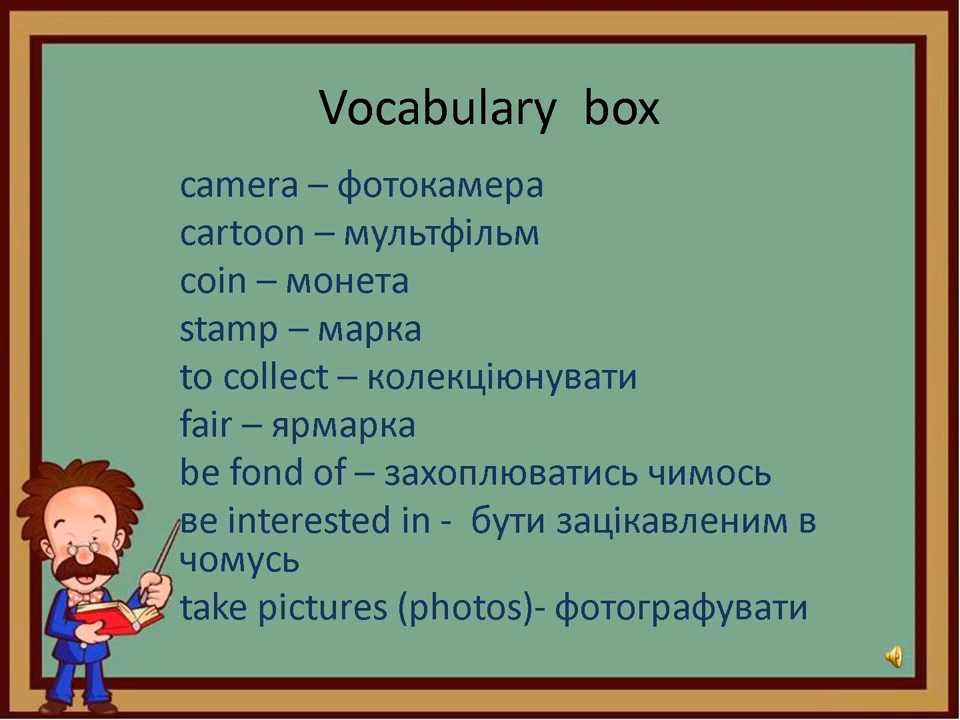 Vocabulary box
camera – фотокамера
cartoon – мультфільм
coin – монета
stamp – марка
to collect – колекціюнувати
fair – ярмарка
be fond of – захоплюватись чимось
ве interested in - бути зацікавленим в
чомусь
take pictures (photos)- фотографувати